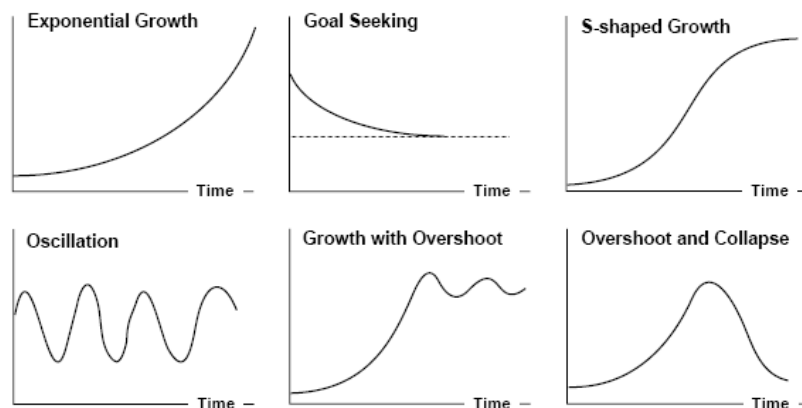 Exponential Growth
Goal Seeking
S-shaped Growth
Time
Time
Time
Oscillation
Growth with Overshoot
Overshoot and Collapse
Time
Time
Time